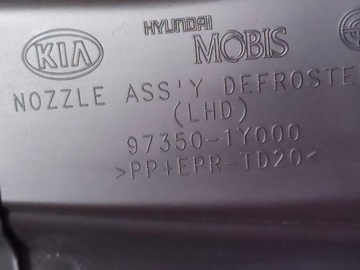 KIA HYUNDAI
MOBIS
NOZZLE ASS'Y DEFROSTE
(LHD)
97350-1Y000
>PP+EPR-TD20<